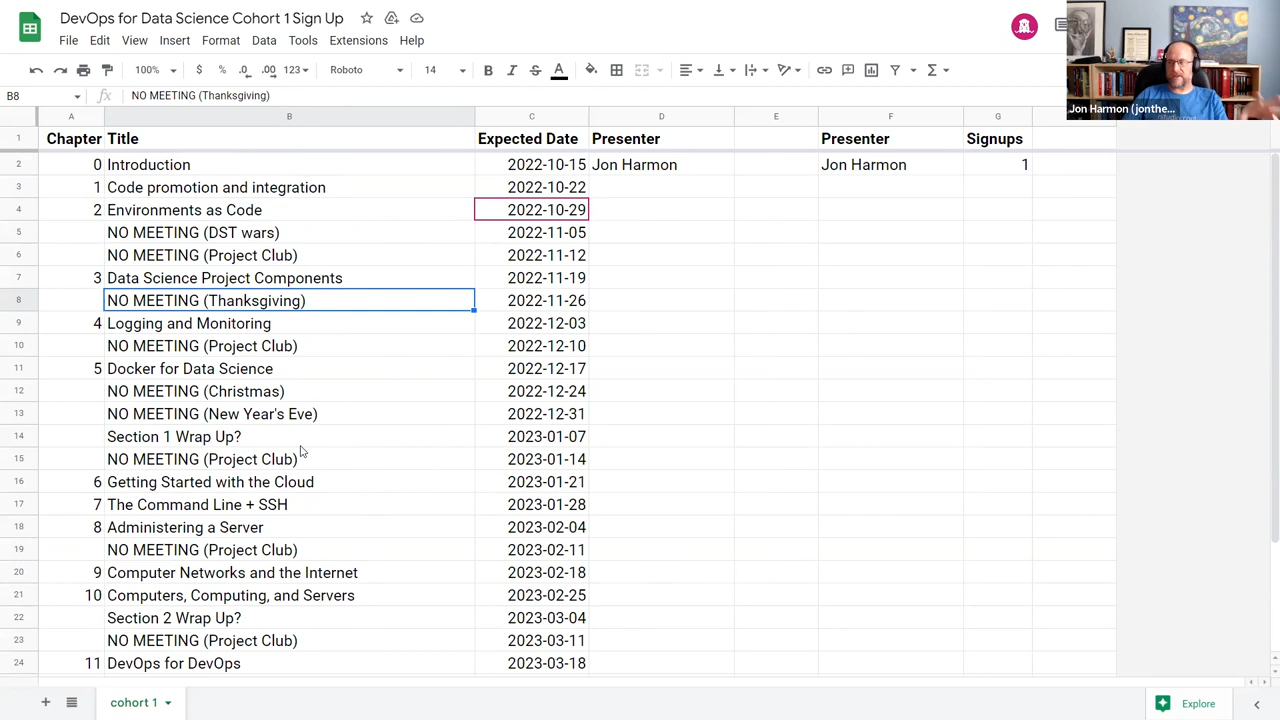 DevOps for Data Science Cohort 1 Sign Up
File Edit View Insert Format Data Tools Extensions Help
100% $ % .0 .00 123 Roboto 14 B I S A
B8 fx NO MEETING (Thanksgiving)
Jon Harmon (jonthe...
A B C D E F G
1 Chapter Title Expected Date Presenter Presenter Signups
2 0 Introduction 2022-10-15 Jon Harmon Jon Harmon 1
3 1 Code promotion and integration 2022-10-22
4 2 Environments as Code 2022-10-29
5 NO MEETING (DST wars) 2022-11-05
6 NO MEETING (Project Club) 2022-11-12
7 3 Data Science Project Components 2022-11-19
8 NO MEETING (Thanksgiving) 2022-11-26
9 4 Logging and Monitoring 2022-12-03
10 NO MEETING (Project Club) 2022-12-10
11 5 Docker for Data Science 2022-12-17
12 NO MEETING (Christmas) 2022-12-24
13 NO MEETING (New Year's Eve) 2022-12-31
14 Section 1 Wrap Up? 2023-01-07
15 NO MEETING (Project Club) 2023-01-14
16 6 Getting Started with the Cloud 2023-01-21
17 7 The Command Line + SSH 2023-01-28
18 8 Administering a Server 2023-02-04
19 NO MEETING (Project Club) 2023-02-11
20 9 Computer Networks and the Internet 2023-02-18
21 10 Computers, Computing, and Servers 2023-02-25
22 Section 2 Wrap Up? 2023-03-04
23 NO MEETING (Project Club) 2023-03-11
24 11 DevOps for DevOps 2023-03-18
cohort 1 Explore